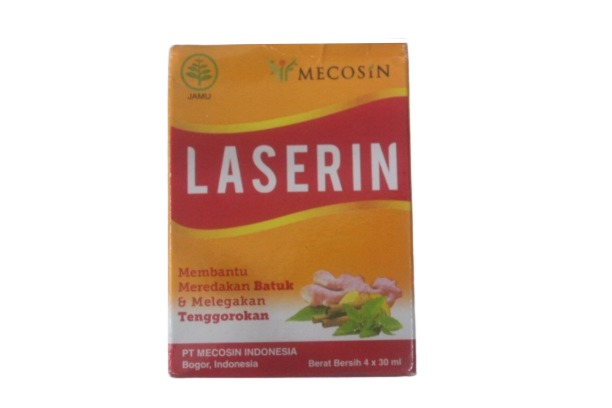 JAMU
MECOSIN
LASERIN
Membantu
Meredakan Batuk
& Melegakan
Tenggorokan
PT MECOSIN INDONESIA
Bogor, Indonesia
Berat Bersih 4 x 30 ml